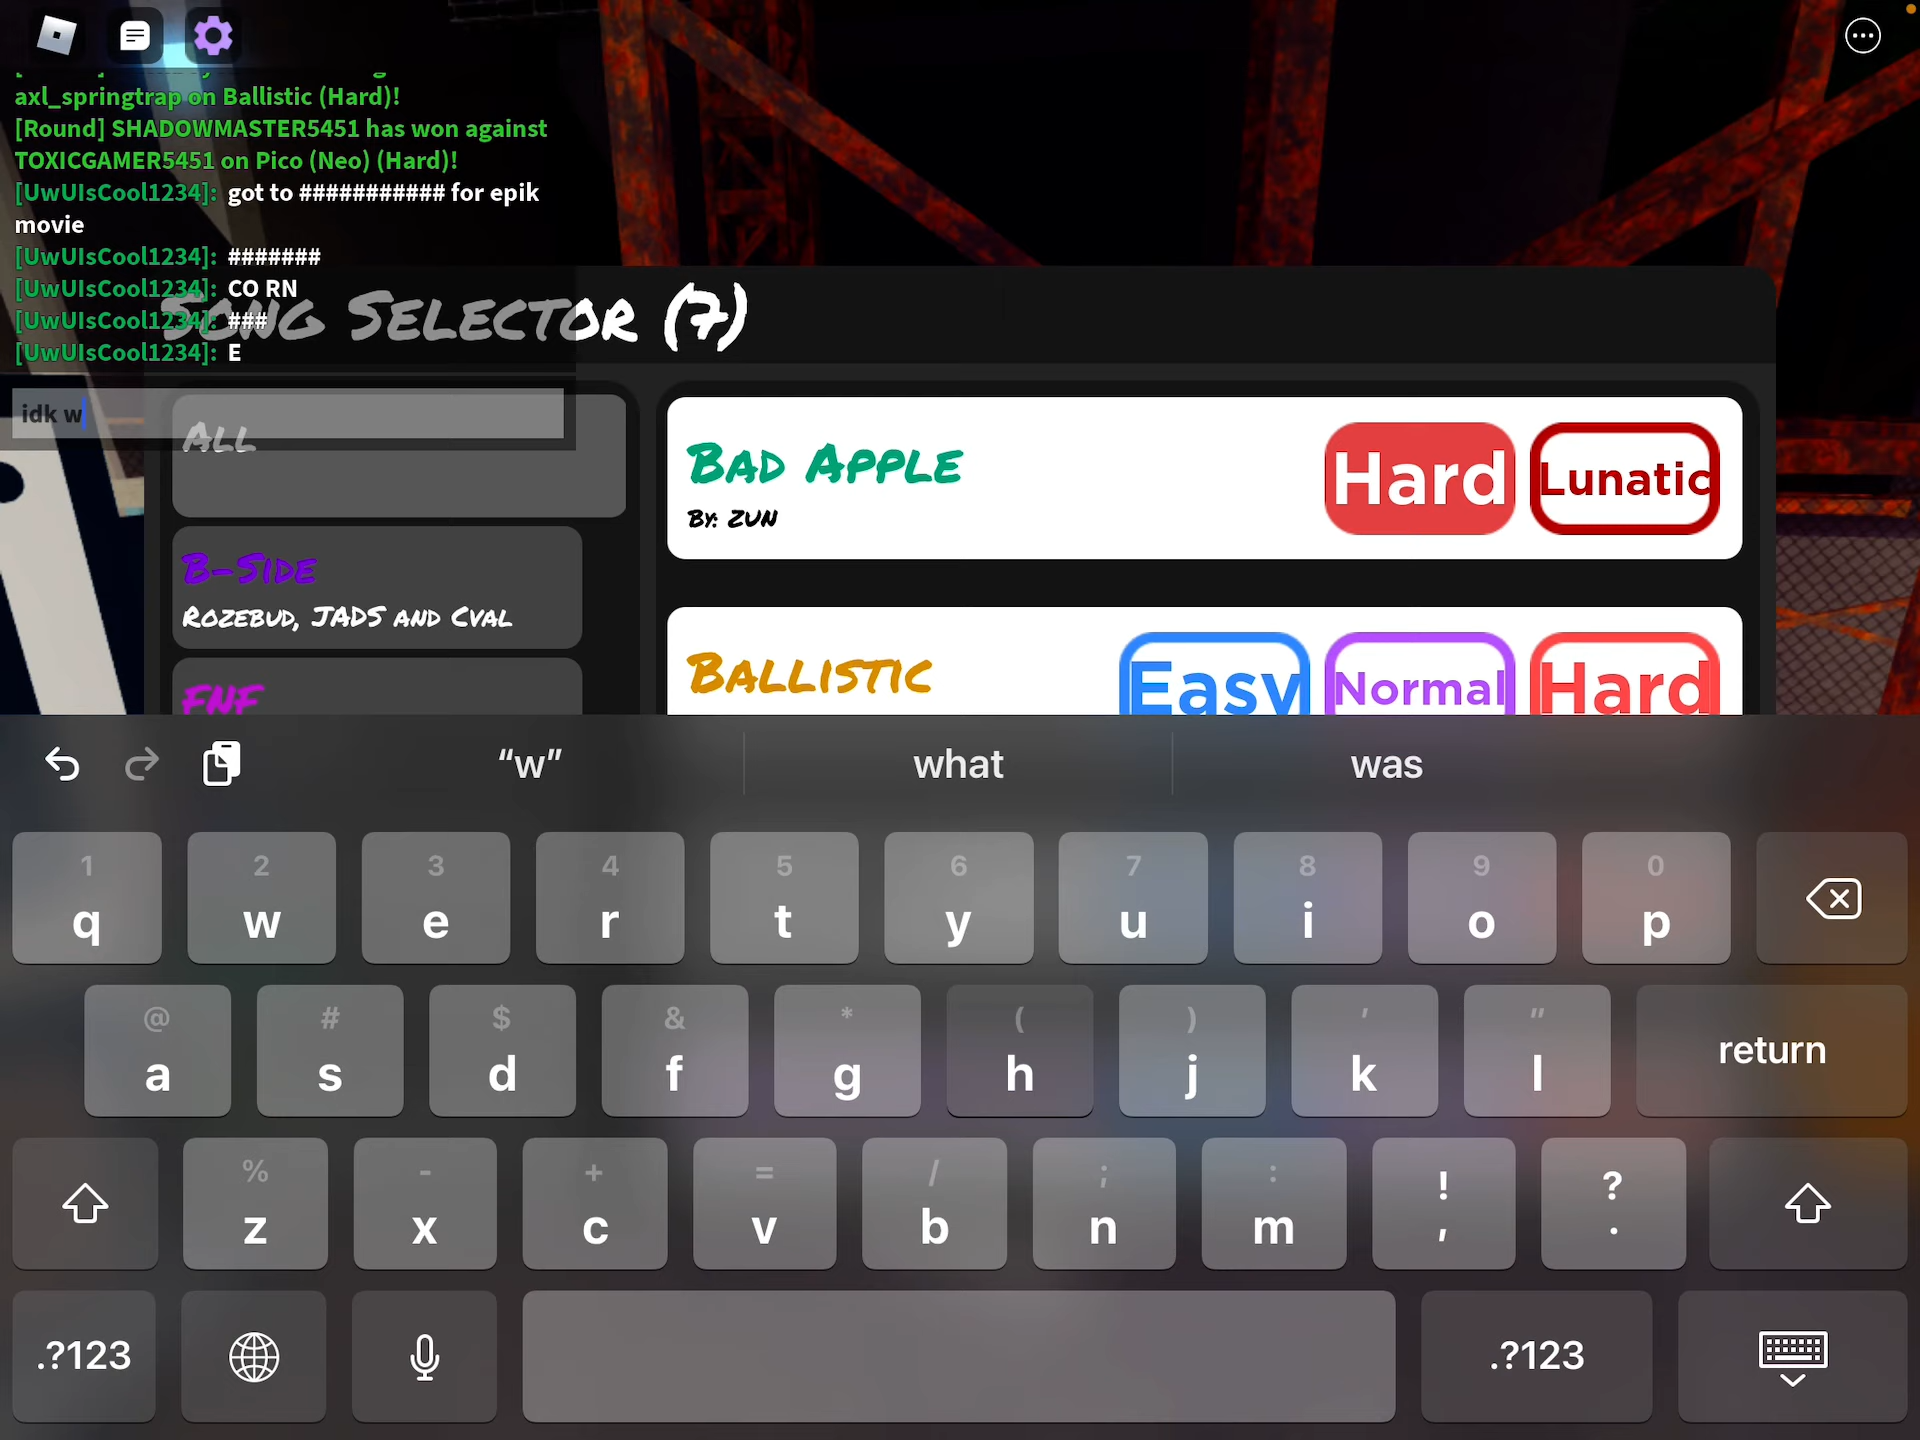 axl_springtrap on Ballistic (Hard)!
[Round] SHADOWMASTER5451 has won against
TOXICGAMER5451 on Pico (Neo) (Hard)!
[UwUIsCool1234]: got to ########### for epik
movie
[UwUIsCool1234]: #######
[UwUIsCool1234]: CO RN
[UwUIsCool1234]: ###
[UwUIsCool1234]: E
idk w
Song Selector (7)
All
B-Side
Rozebud, JADS and Cval
FNF
Bad Apple
By: ZUN
Hard
Lunatic
Ballistic
Easy
Normal
Hard
“w” what was
1 2 3 4 5 6 7 8 9 0
q w e r t y u i o p
@ # $ & * ( ) ' "
a s d f g h j k l return
% - + = / ; : ! ?
z x c v b n m , .
.?123 .?123